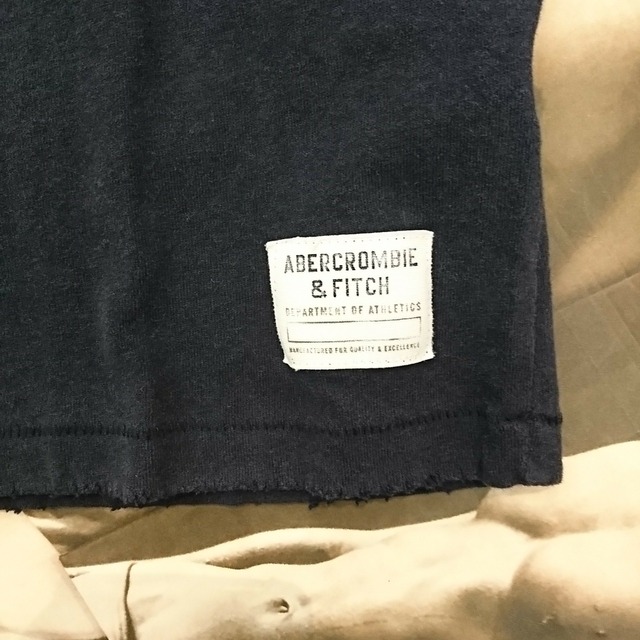 ABERCROMBIE
& FITCH
DEPARTMENT OF ATHLETICS
MANUFACTURED FOR QUALITY & EXCELLENCE